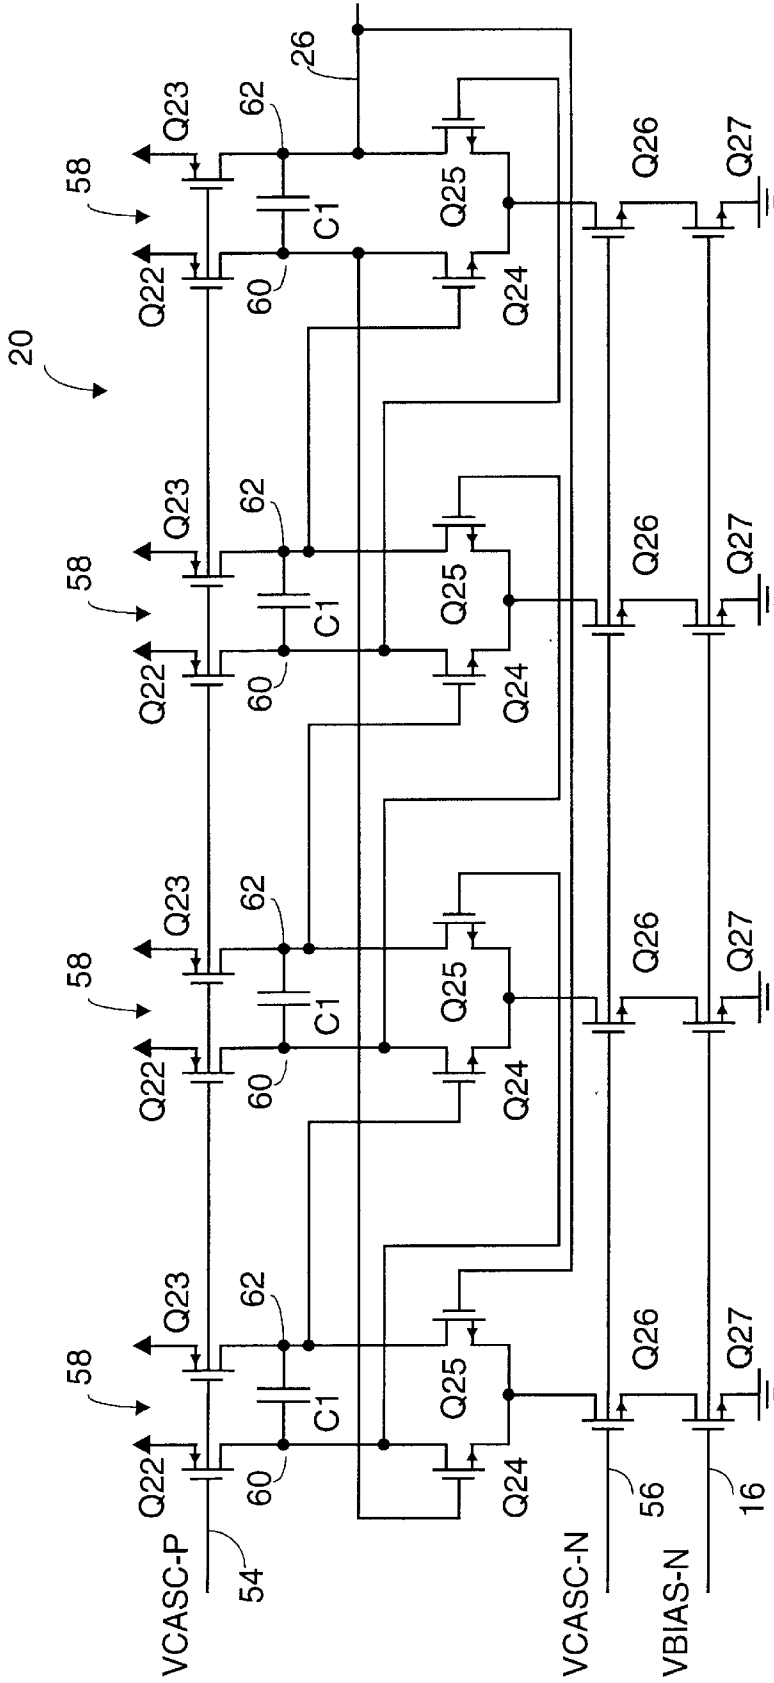 20
58 58 58 58
Q22 Q23 Q22 Q23 Q22 Q23 Q22 Q23
VCASC-P
54
60 62 60 62 60 62 60 62
26
C1 C1 C1 C1
Q24 Q25 Q24 Q25 Q24 Q25 Q24 Q25
VCASC-N
56
Q26 Q26 Q26 Q26
VBIAS-N
16
Q27 Q27 Q27 Q27